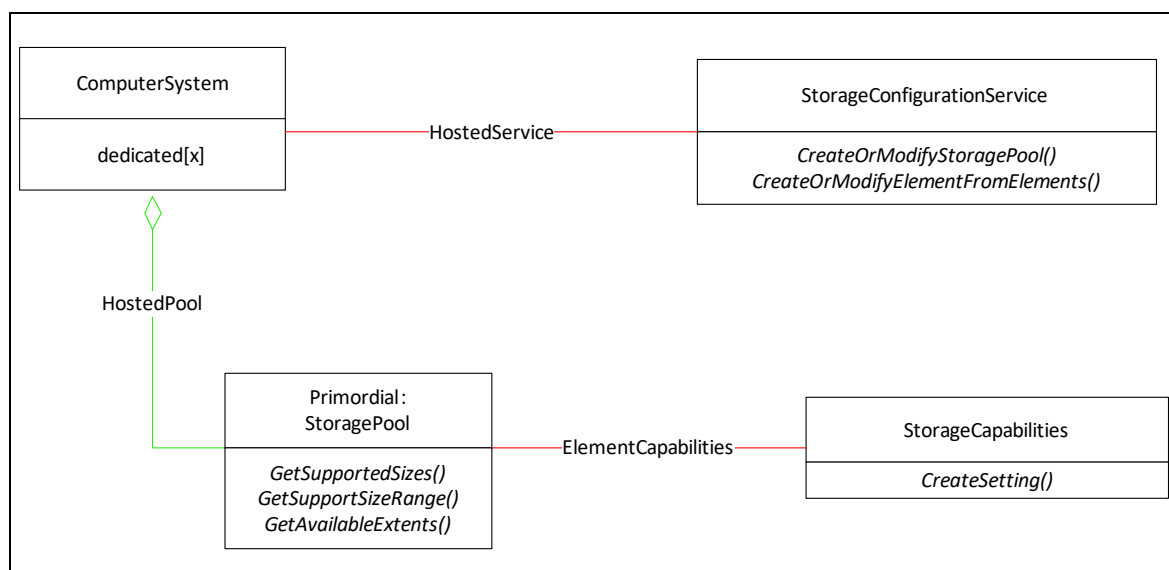 ComputerSystem
dedicated[x]
HostedService
StorageConfigurationService
CreateOrModifyStoragePool()
CreateOrModifyElementFromElements()
HostedPool
Primordial:
StoragePool
GetSupportedSizes()
GetSupportSizeRange()
GetAvailableExtents()
ElementCapabilities
StorageCapabilities
CreateSetting()